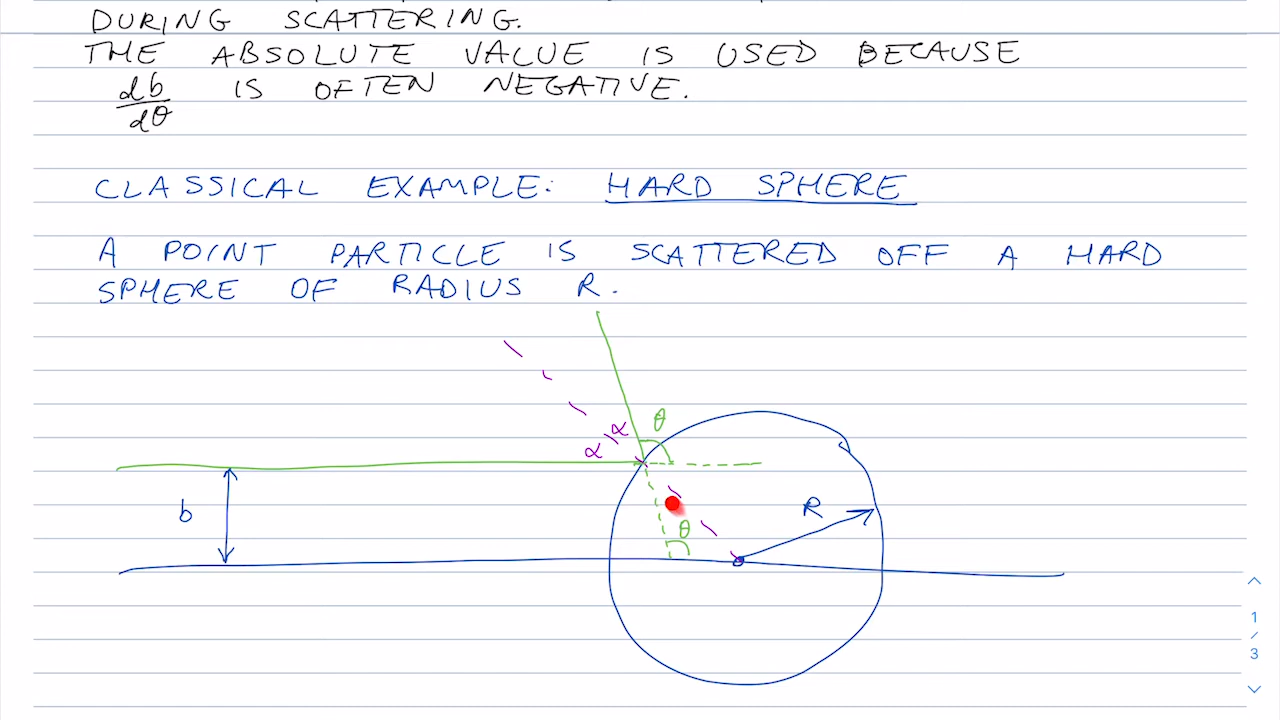 DURING SCATTERING.
THE ABSOLUTE VALUE IS USED BECAUSE
db/dθ IS OFTEN NEGATIVE.
CLASSICAL EXAMPLE: HARD SPHERE
A POINT PARTICLE IS SCATTERED OFF A HARD
SPHERE OF RADIUS R.
θ
α α
b
R
θ
1
/
3